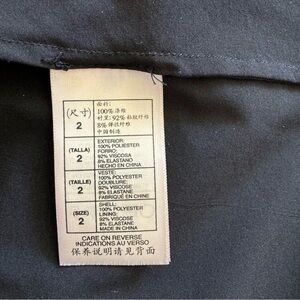 (尺寸)
2
面料:
100% 涤纶
衬里: 92% 粘胶纤维
8% 弹性纤维
中国制造
(TALLA)
2
EXTERIOR:
100% POLIESTER
FORRO:
92% VISCOSA
8% ELASTANO
HECHO EN CHINA
(TAILLE)
2
VESTE:
100% POLYESTER
DOUBLURE:
92% VISCOSE
8% ELASTHANNE
FABRIQUÉ EN CHINE
(SIZE)
2
SHELL:
100% POLYESTER
LINING:
92% VISCOSE
8% ELASTANE
MADE IN CHINA
CARE ON REVERSE
INDICATIONS AU VERSO
保养说明请见背面